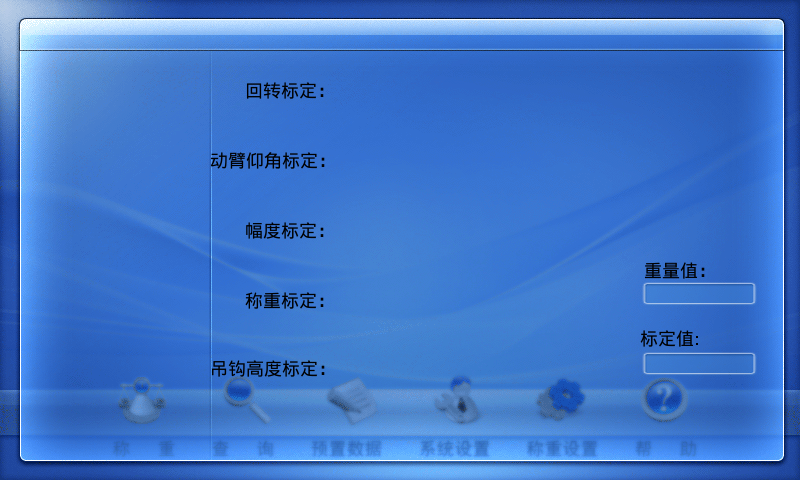 回转标定：
动臂仰角标定：
幅度标定：
重量值：
称重标定：
标定值:
吊钩高度标定：
称 重 查 询 预置数据 系统设置 称重设置 帮 助